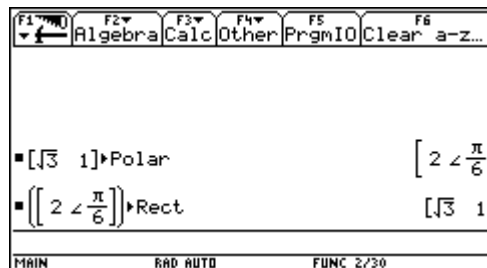 F1 F2 F3 F4 F5 F6
Algebra Calc Other PrgmIO Clear a-z…
[√3 1]▸Polar [2 ∠ π/6
([2 ∠ π/6])▸Rect [√3 1
MAIN RAD AUTO FUNC 2/30